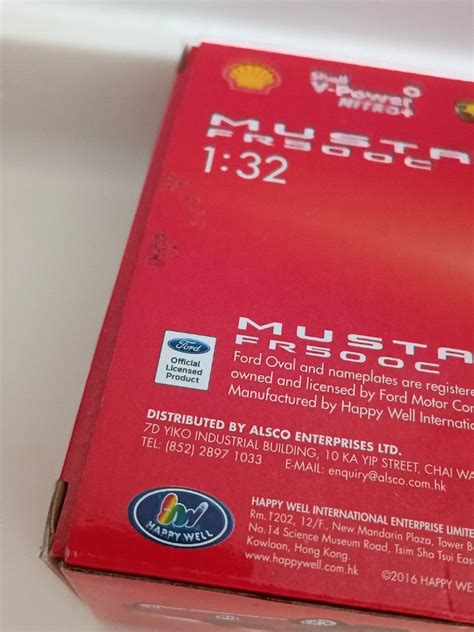 Shell
V-Power
NITRO+
MUSTA
FR500C
1:32
MUSTA
FR500C
Ford
Official
Licensed
Product
Ford Oval and nameplates are registere
owned and licensed by Ford Motor Con
Manufactured by Happy Well Internatio
DISTRIBUTED BY ALSCO ENTERPRISES LTD.
7D YIKO INDUSTRIAL BUILDING, 10 KA YIP STREET, CHAI WA
TEL: (852) 2897 1033 E-MAIL: enquiry@alsco.com.hk
HAPPY WELL
HAPPY WELL INTERNATIONAL ENTERPRISE LIMITE
Rm.1202, 12/F., New Mandarin Plaza, Tower B
No.14 Science Museum Road, Tsim Sha Tsui Eas
Kowloon, Hong Kong.
www.happywell.com.hk
©2016 HAPPY WE